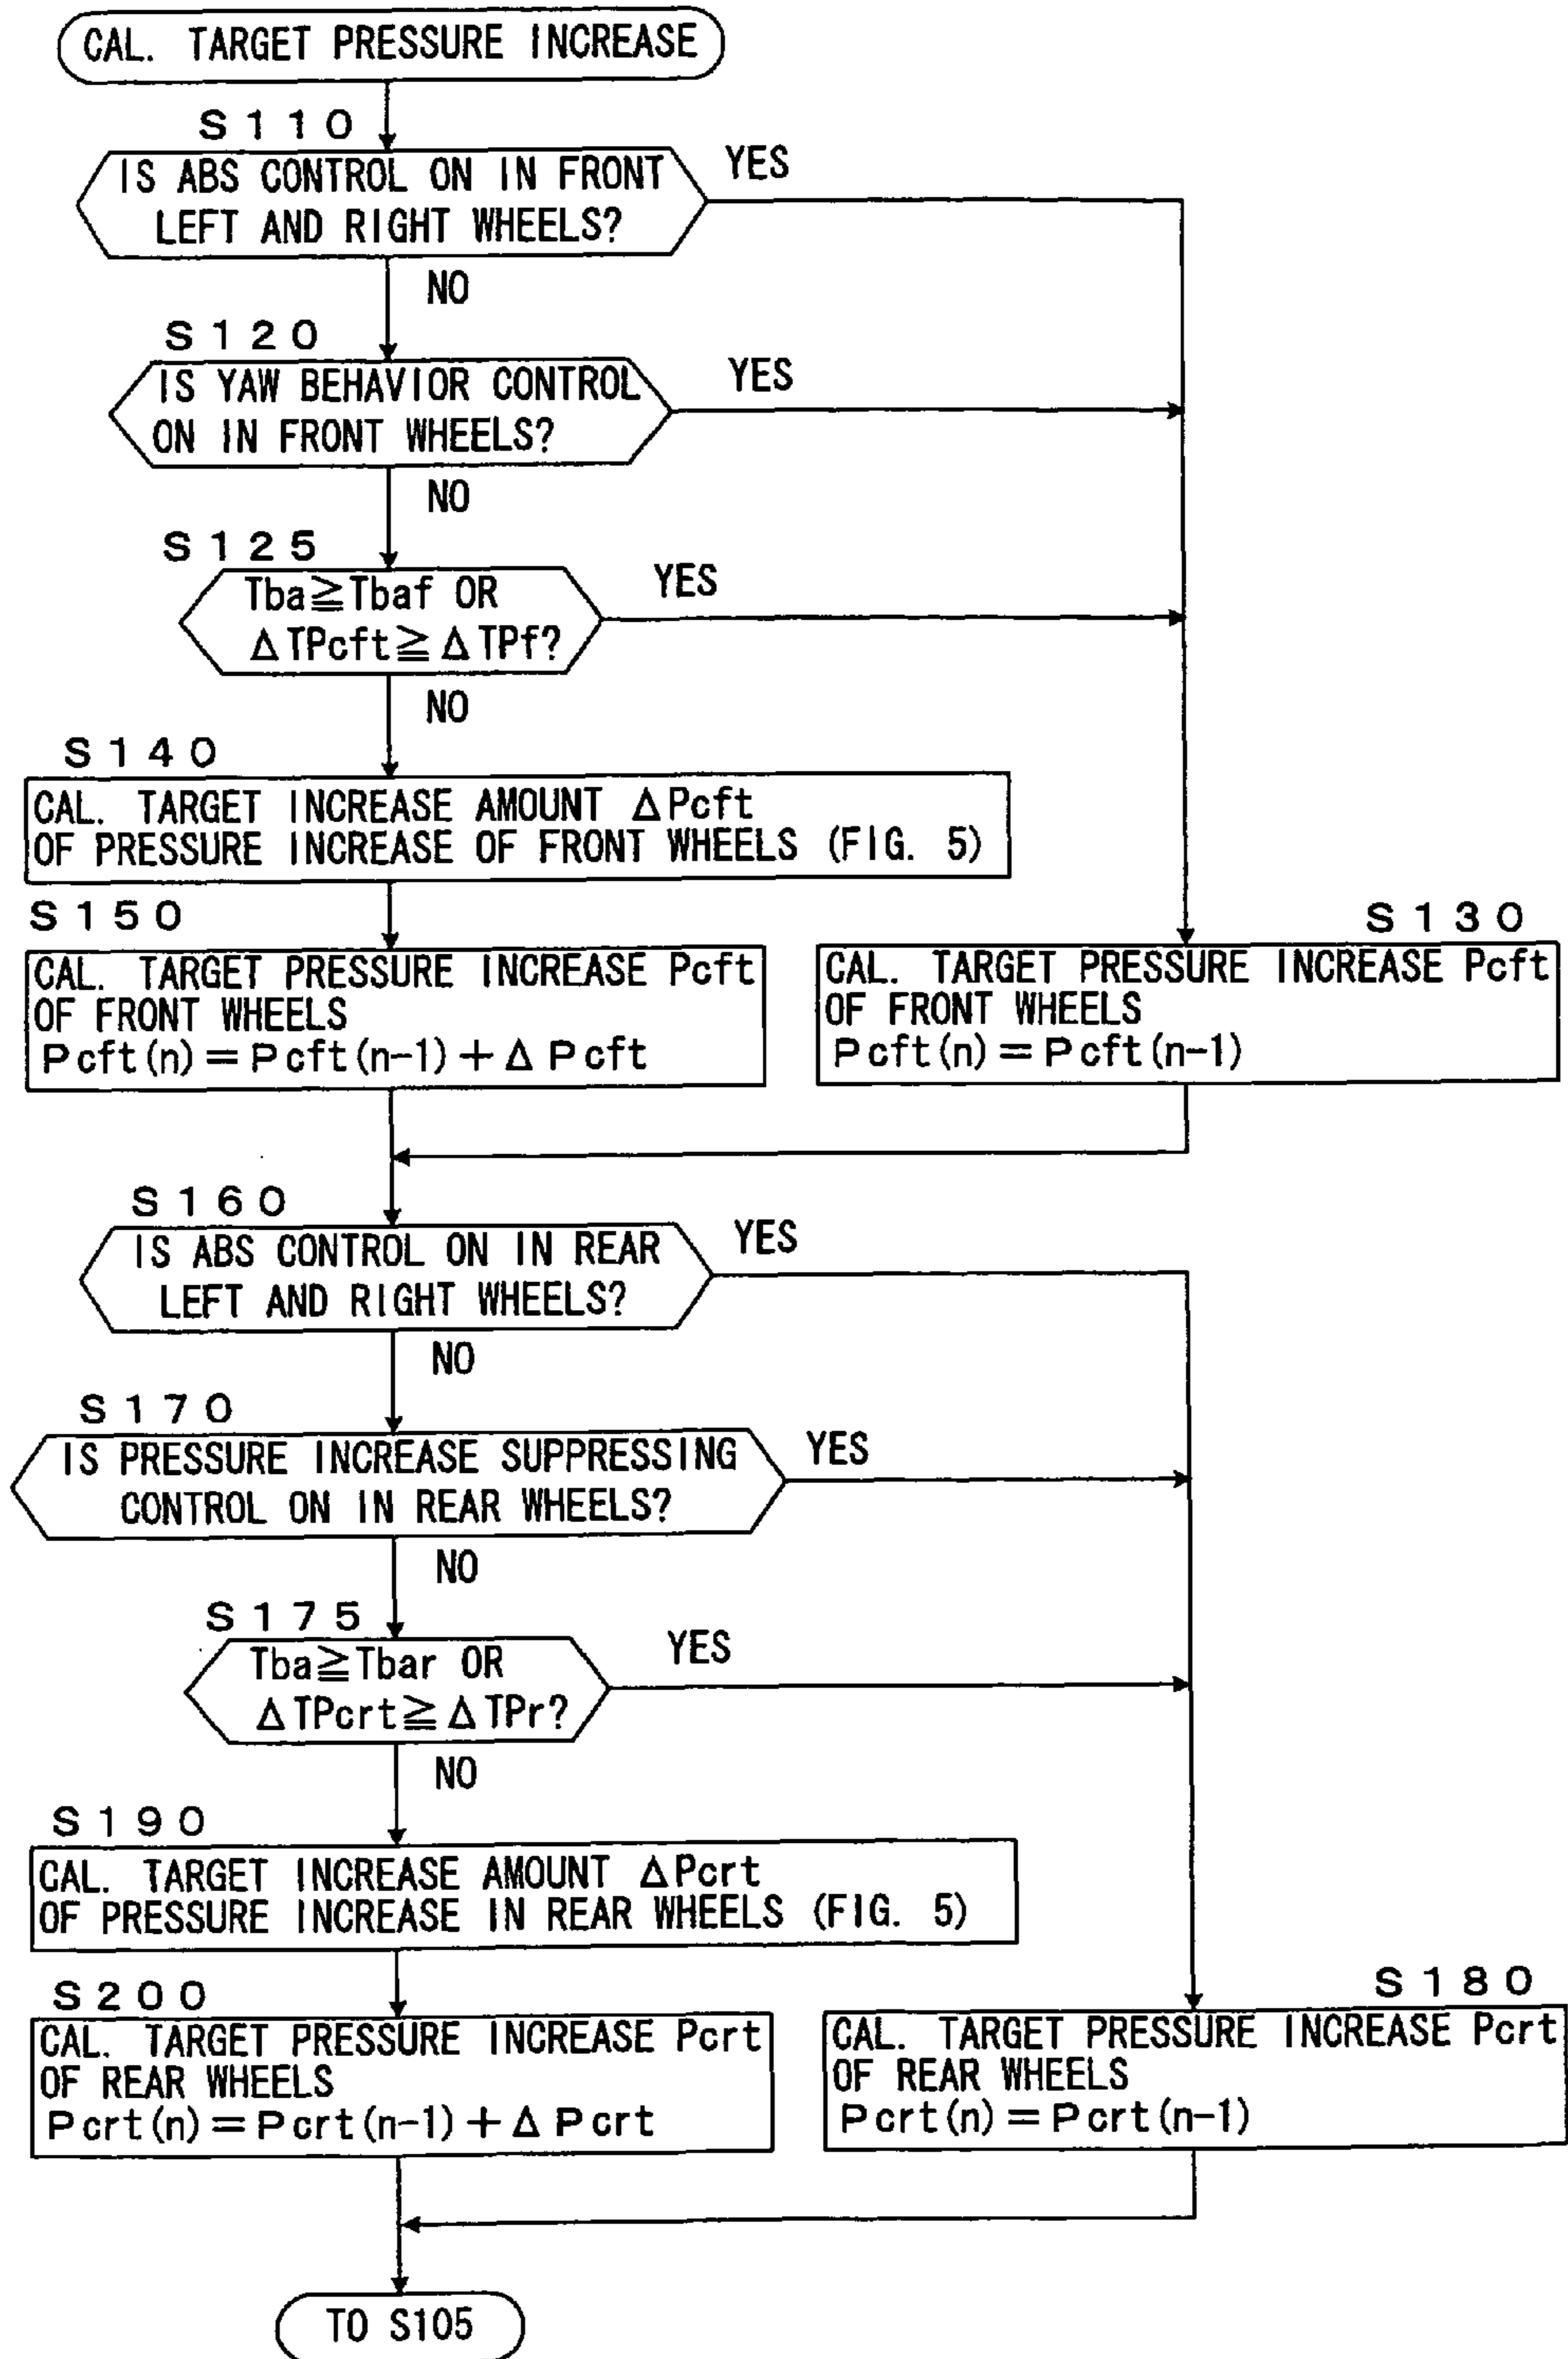 CAL. TARGET PRESSURE INCREASE
S110
IS ABS CONTROL ON IN FRONT
LEFT AND RIGHT WHEELS?
YES
NO
S120
IS YAW BEHAVIOR CONTROL
ON IN FRONT WHEELS?
YES
NO
S125
Tba≧Tbaf OR
ΔTPcft≧ΔTPf?
YES
NO
S140
CAL. TARGET INCREASE AMOUNT ΔPcft
OF PRESSURE INCREASE OF FRONT WHEELS (FIG. 5)
S150
CAL. TARGET PRESSURE INCREASE Pcft
OF FRONT WHEELS
Pcft(n)=Pcft(n-1)+ΔPcft
S130
CAL. TARGET PRESSURE INCREASE Pcft
OF FRONT WHEELS
Pcft(n)=Pcft(n-1)
S160
IS ABS CONTROL ON IN REAR
LEFT AND RIGHT WHEELS?
YES
NO
S170
IS PRESSURE INCREASE SUPPRESSING
CONTROL ON IN REAR WHEELS?
YES
NO
S175
Tba≧Tbar OR
ΔTPcrt≧ΔTPr?
YES
NO
S190
CAL. TARGET INCREASE AMOUNT ΔPcrt
OF PRESSURE INCREASE IN REAR WHEELS (FIG. 5)
S200
CAL. TARGET PRESSURE INCREASE Pcrt
OF REAR WHEELS
Pcrt(n)=Pcrt(n-1)+ΔPcrt
S180
CAL. TARGET PRESSURE INCREASE Pcrt
OF REAR WHEELS
Pcrt(n)=Pcrt(n-1)
TO S105